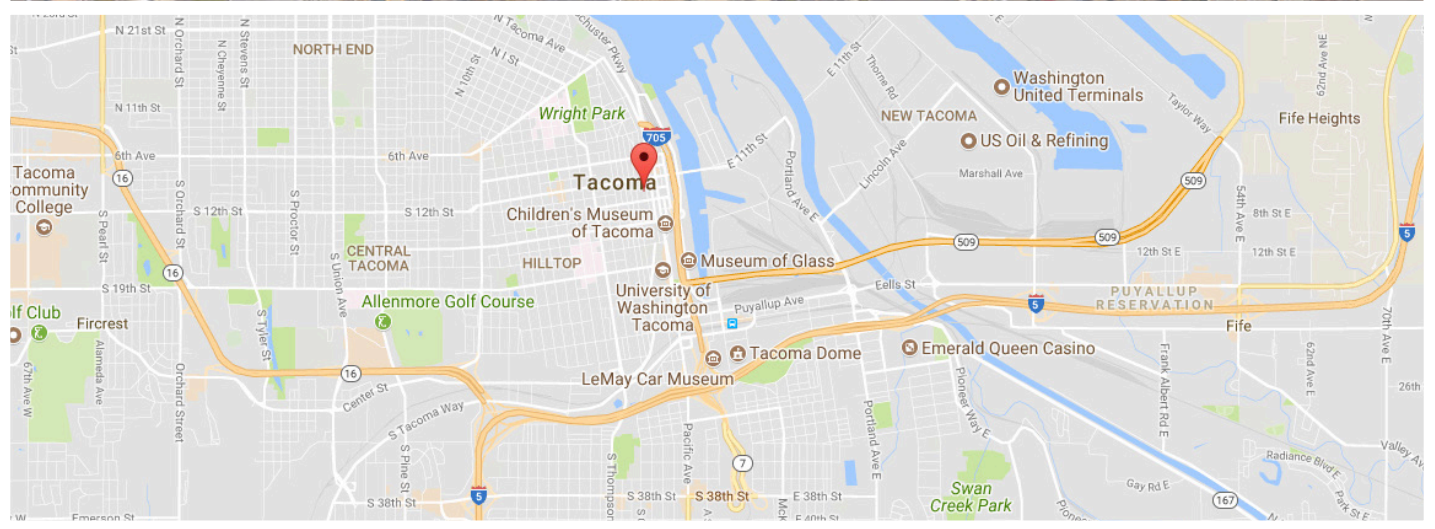 N 21st St
N Orchard St
N Cheyenne St
N Stevens St
NORTH END
N 10th St
N I St
N Tacoma Ave
Schuster Pkwy
E 11th St
Thorne Rd
Washington
United Terminals
NEW TACOMA
Taylor Way
62nd Ave NE
Fife Heights
N 11th St
Wright Park
705
US Oil & Refining
6th Ave
6th Ave
E 11th St
Portland Ave E
Lincoln Ave
Marshall Ave
Tacoma
Community
College
16
Tacoma
509
54th Ave E
S Pearl St
S Orchard St
S 12th St
S Proctor St
S 12th St
Children's Museum
of Tacoma
8th St E
5
509
509
12th St E
12th St E
CENTRAL
TACOMA
HILLTOP
Museum of Glass
16
S Union Ave
S 19th St
University of
Washington
Tacoma
Eells St
Puyallup Ave
PUYALLUP
RESERVATION
5
Allenmore Golf Course
lf Club
Fircrest
S Tyler St
Fife
70th Ave E
Tacoma Dome
Emerald Queen Casino
LeMay Car Museum
67th Ave W
Alameda Ave
Orchard Street
16
Center St
S Tacoma Way
Frank Albert Rd E
62nd Ave E
26th
Pioneer Way E
Portland Ave E
Pacific Ave
S Pine St
S Thompson
7
Valley Av
Radiance Blvd E
Gay Rd E
Park St E
167
Swan
Creek Park
S 38th St
5
S 38th St
S 38th St
E 38th St
E 40th St
Emerson St